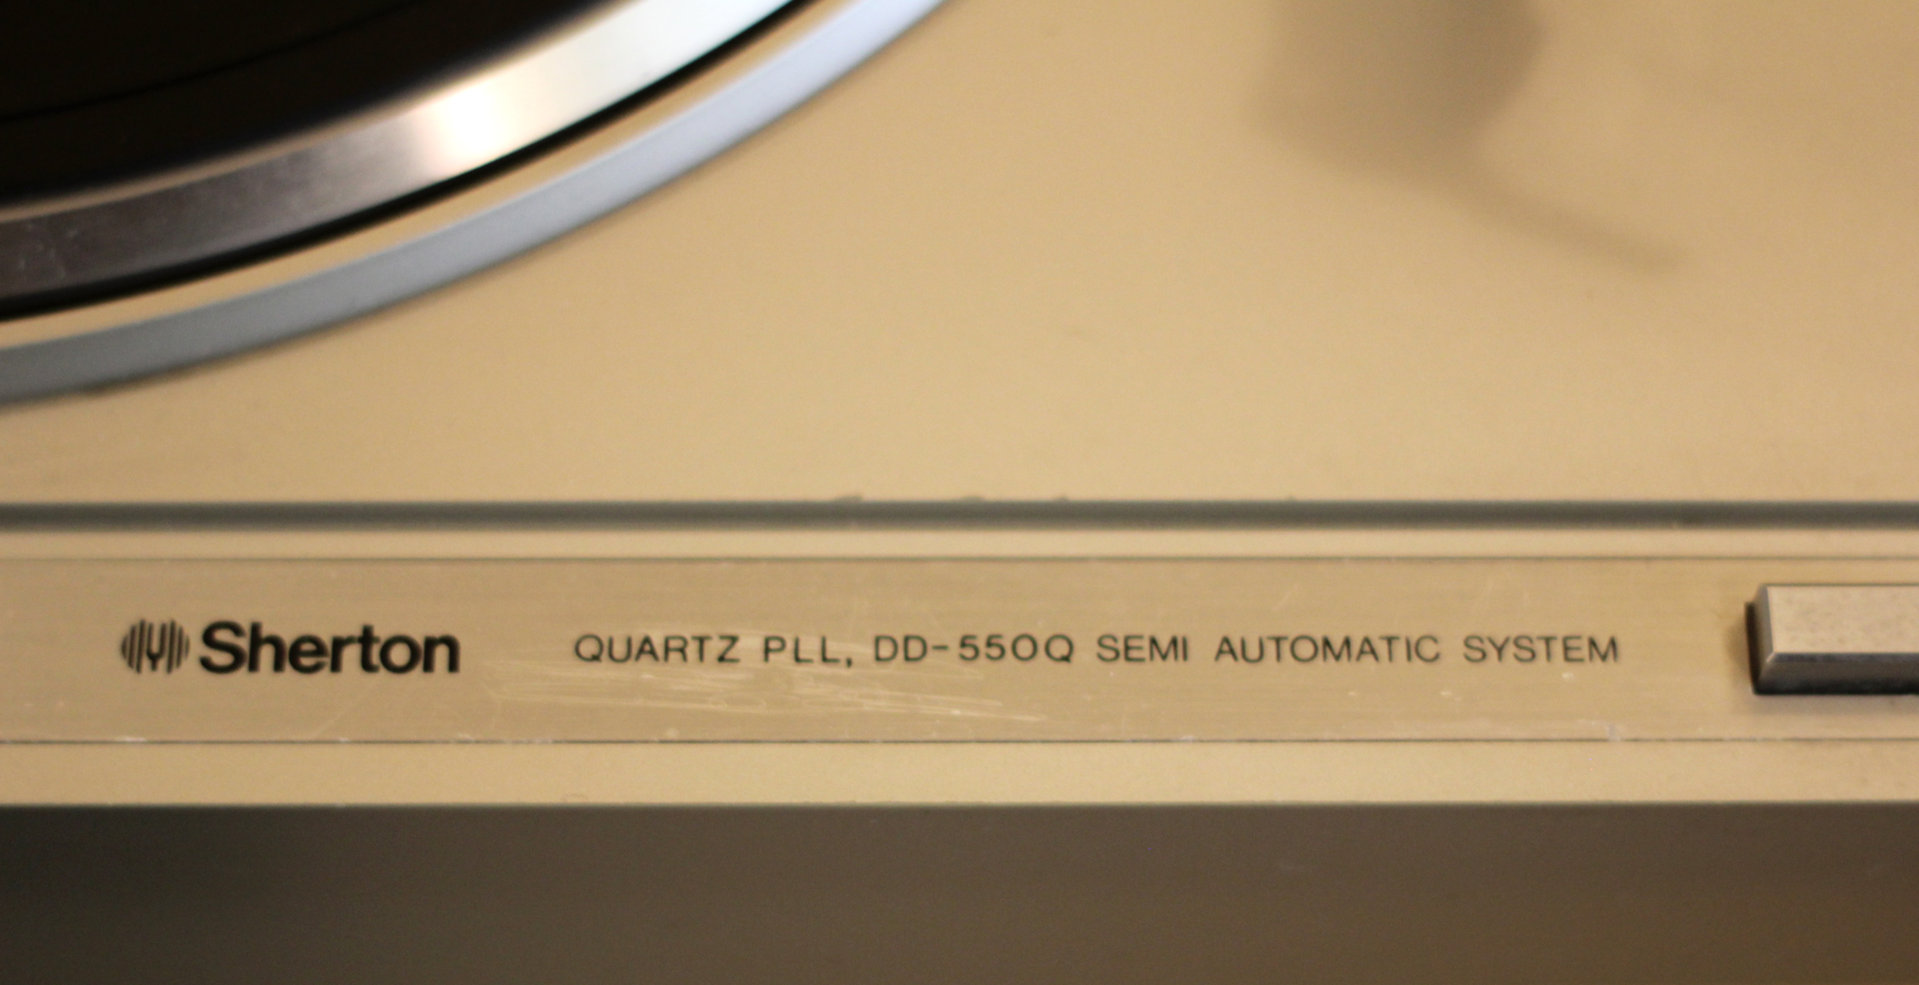 Sherton QUARTZ PLL, DD-550Q SEMI AUTOMATIC SYSTEM